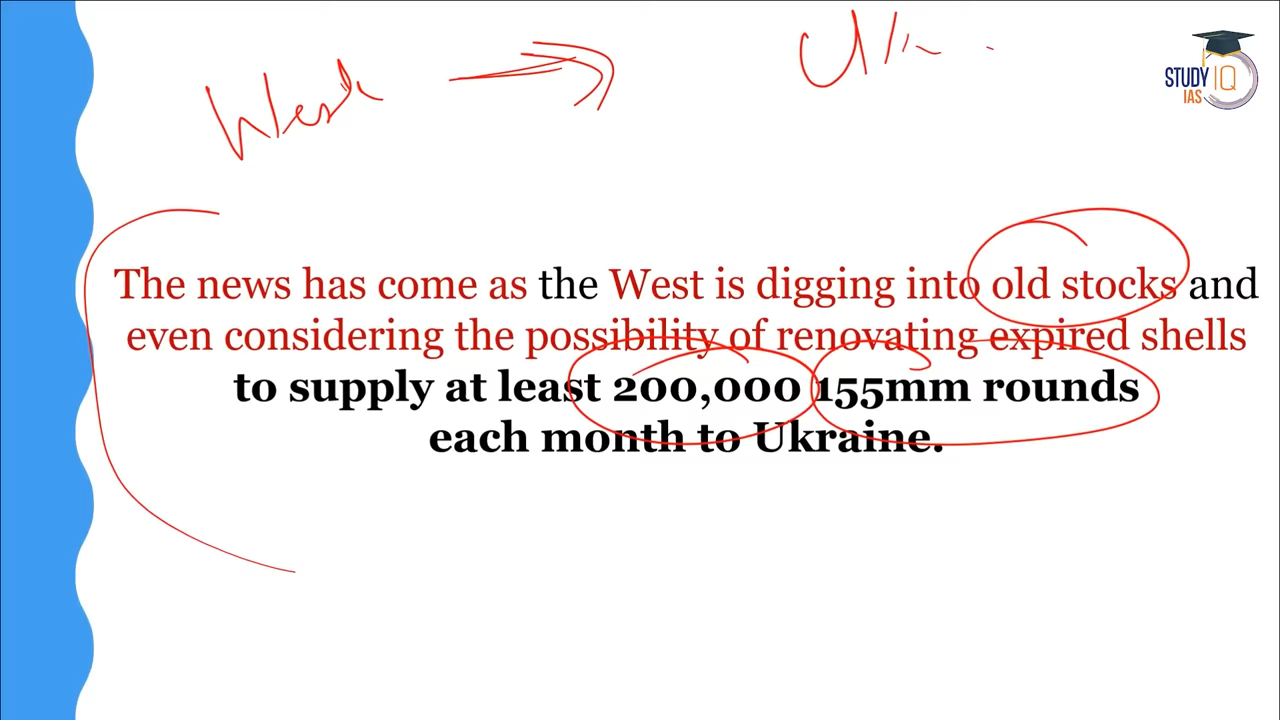 West
STUDY IQ
IAS
The news has come as the West is digging into old stocks and
even considering the possibility of renovating expired shells
to supply at least 200,000 155mm rounds
each month to Ukraine.